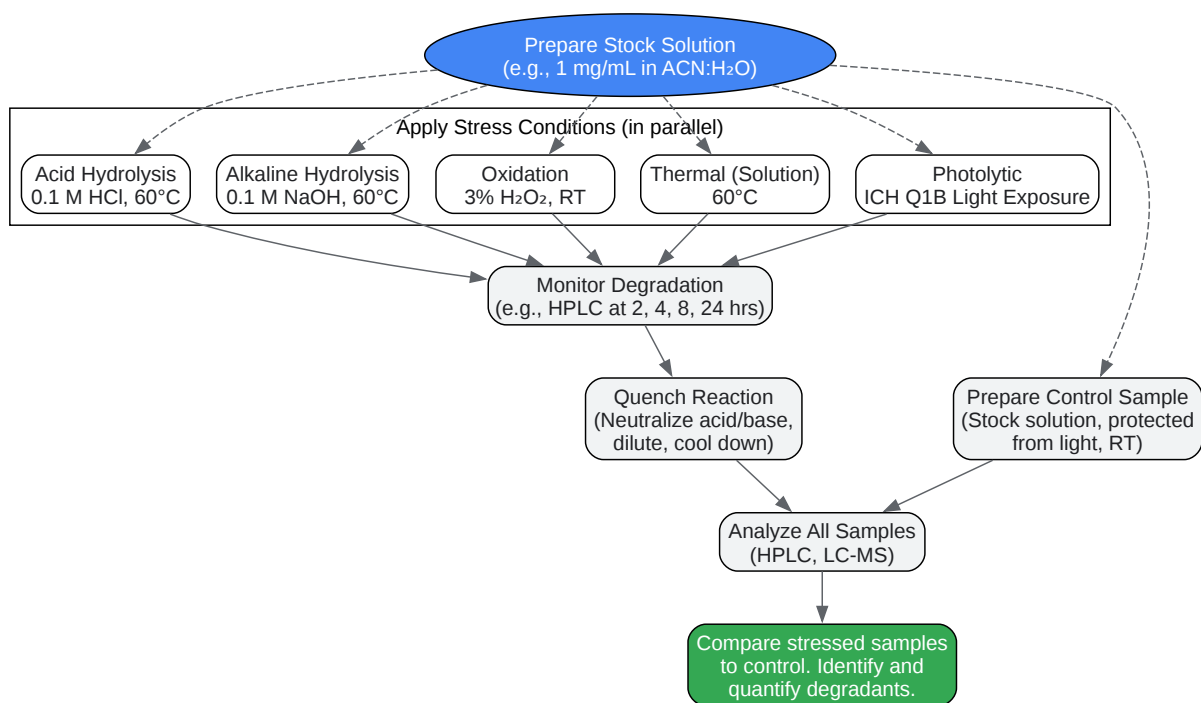 Prepare Stock Solution
(e.g., 1 mg/mL in ACN:H₂O)
Apply Stress Conditions (in parallel)
Acid Hydrolysis
0.1 M HCl, 60°C
Alkaline Hydrolysis
0.1 M NaOH, 60°C
Oxidation
3% H₂O₂, RT
Thermal (Solution)
60°C
Photolytic
ICH Q1B Light Exposure
Monitor Degradation
(e.g., HPLC at 2, 4, 8, 24 hrs)
Quench Reaction
(Neutralize acid/base,
dilute, cool down)
Prepare Control Sample
(Stock solution, protected
from light, RT)
Analyze All Samples
(HPLC, LC-MS)
Compare stressed samples
to control. Identify and
quantify degradants.